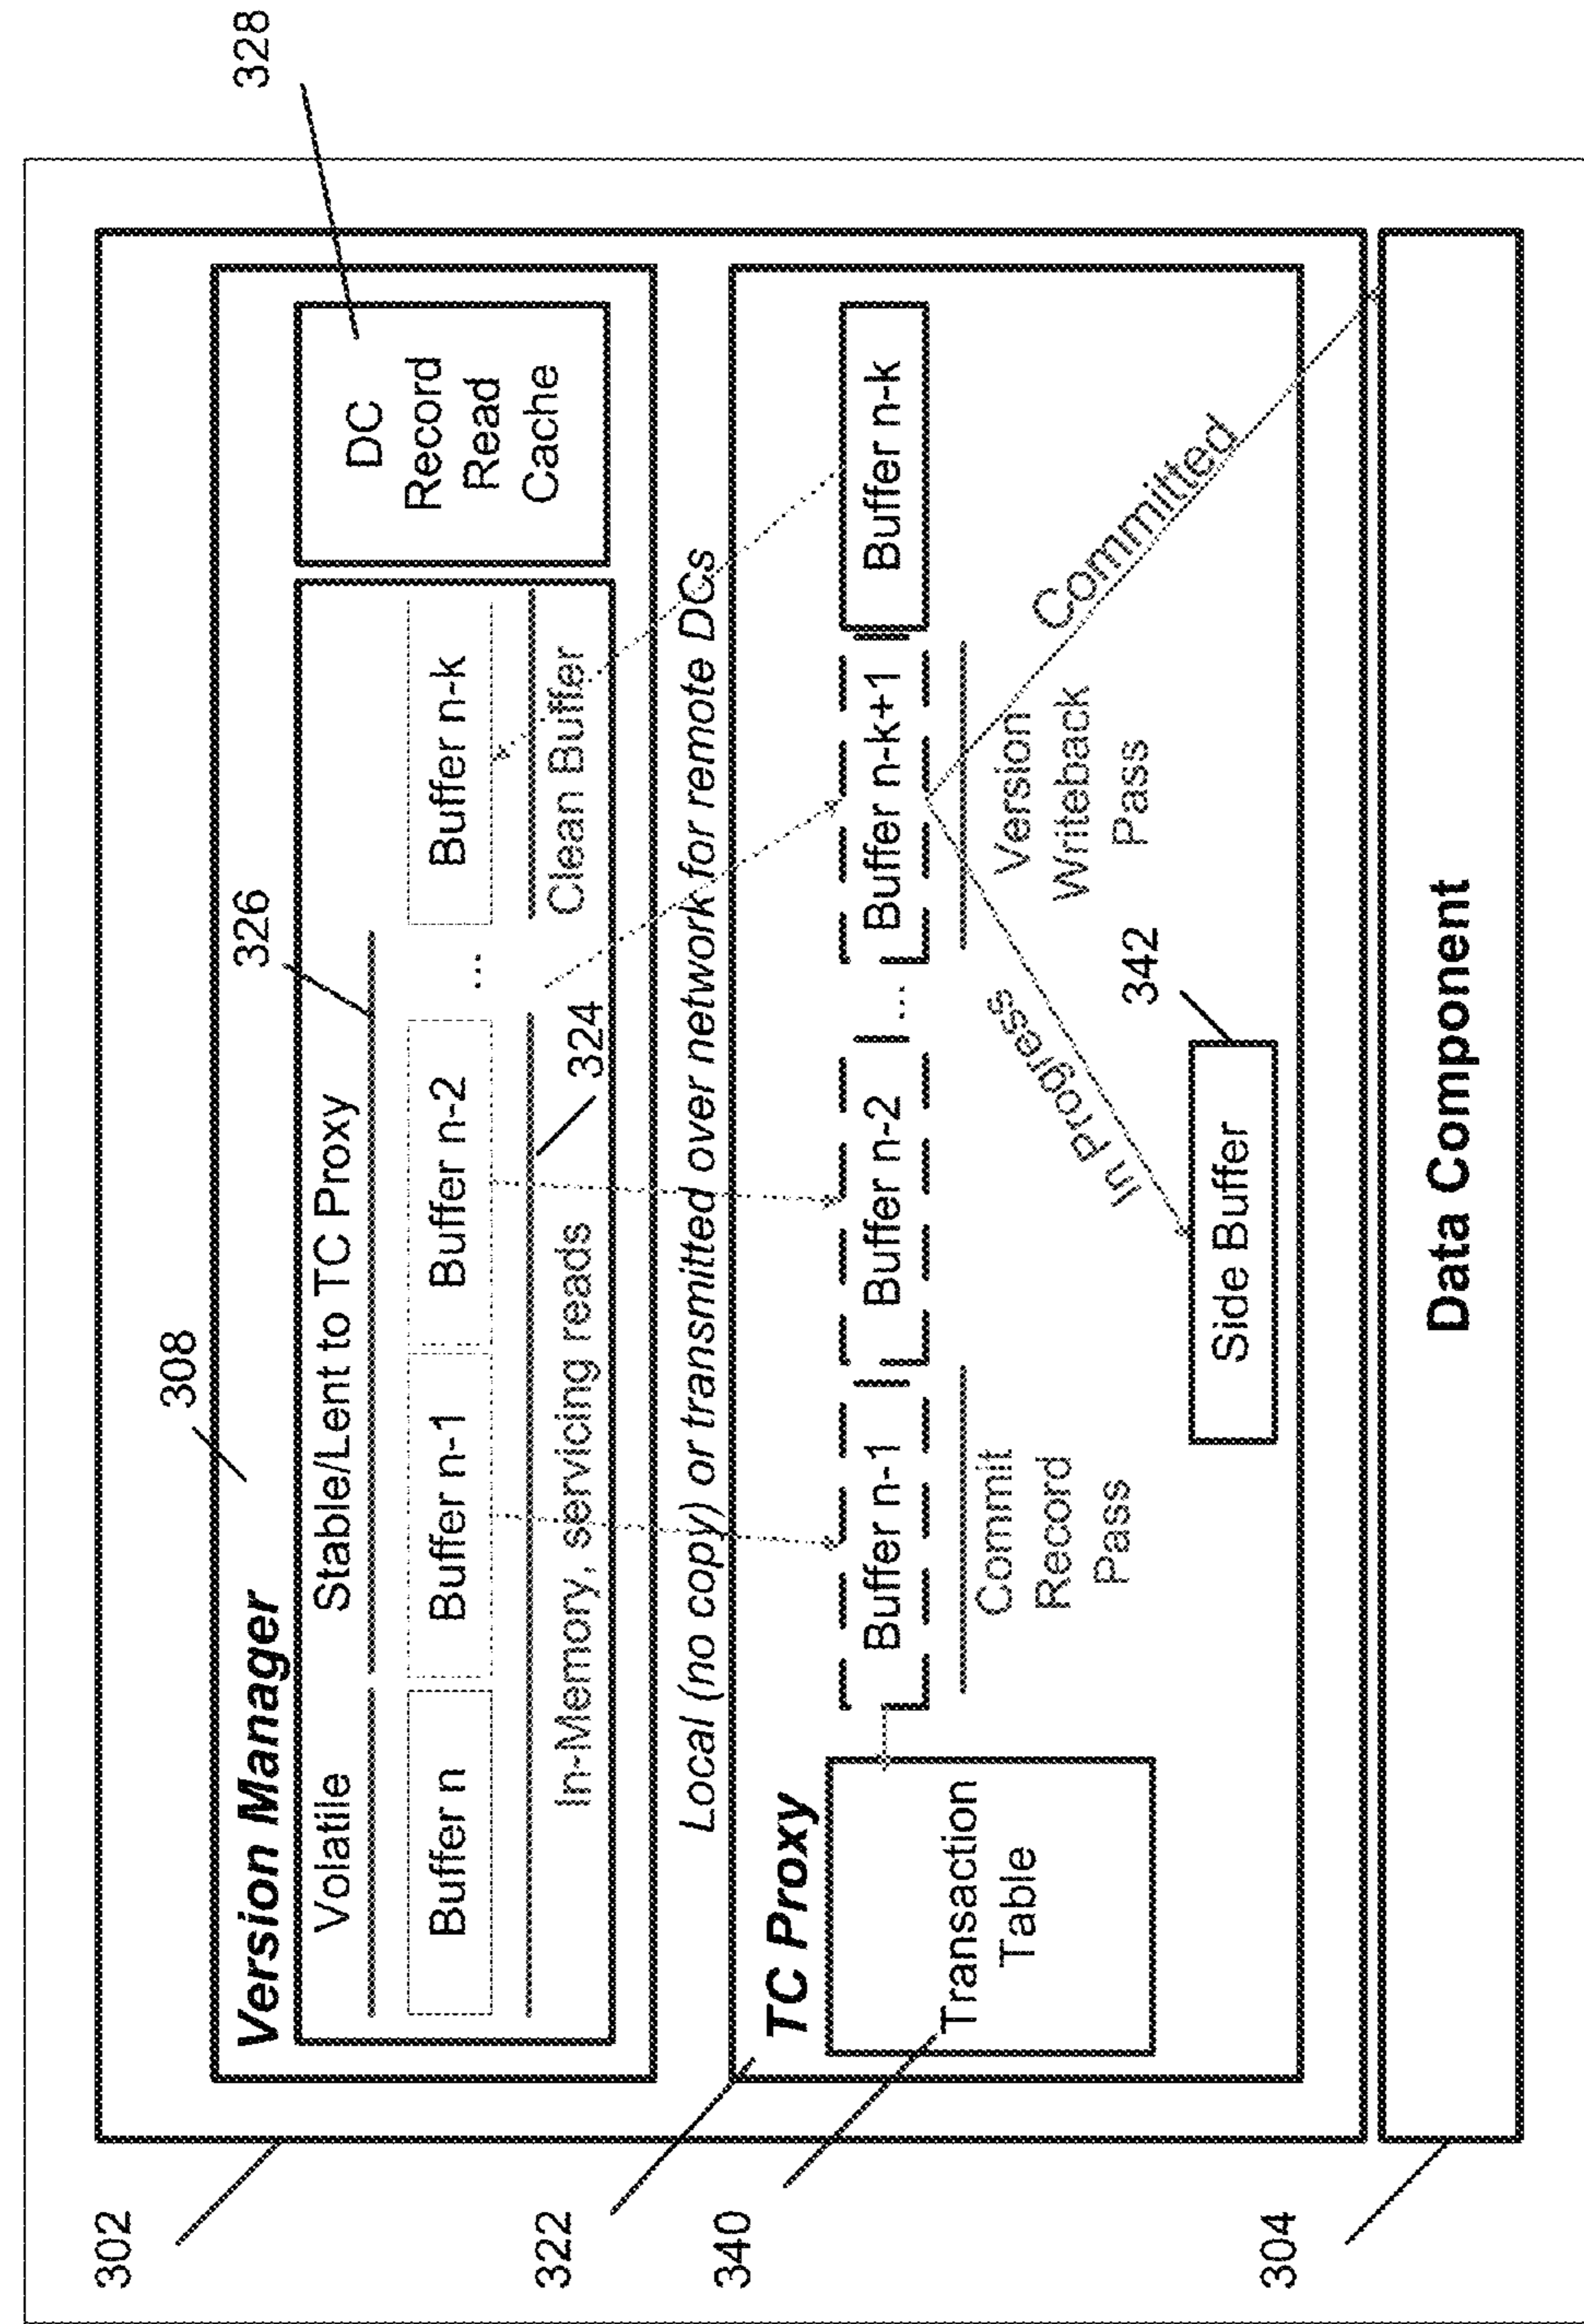 328
308
326
302
Version Manager
Volatile
Stable/Lent to TC Proxy
Buffer n
Buffer n-1
Buffer n-2
...
Buffer n-k
In-Memory, servicing reads
324
Clean Buffer
DC
Record
Read
Cache
Local (no copy) or transmitted over network for remote DCs
322
TC Proxy
340
Transaction
Table
Buffer n-1
Buffer n-2
...
Buffer n-k+1
Buffer n-k
Commit
Record
Pass
Version
Writeback
Pass
In Progress
Committed
342
Side Buffer
304
Data Component